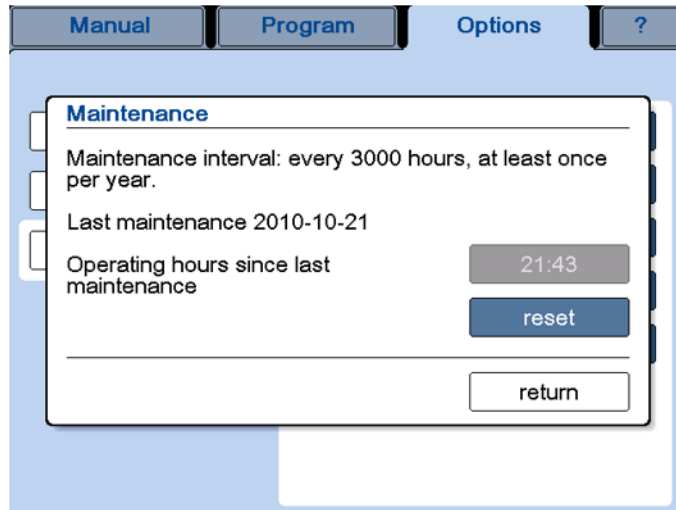 Manual Program Options ?
Maintenance
Maintenance interval: every 3000 hours, at least once
per year.
Last maintenance 2010-10-21
Operating hours since last
maintenance
21:43
reset
return